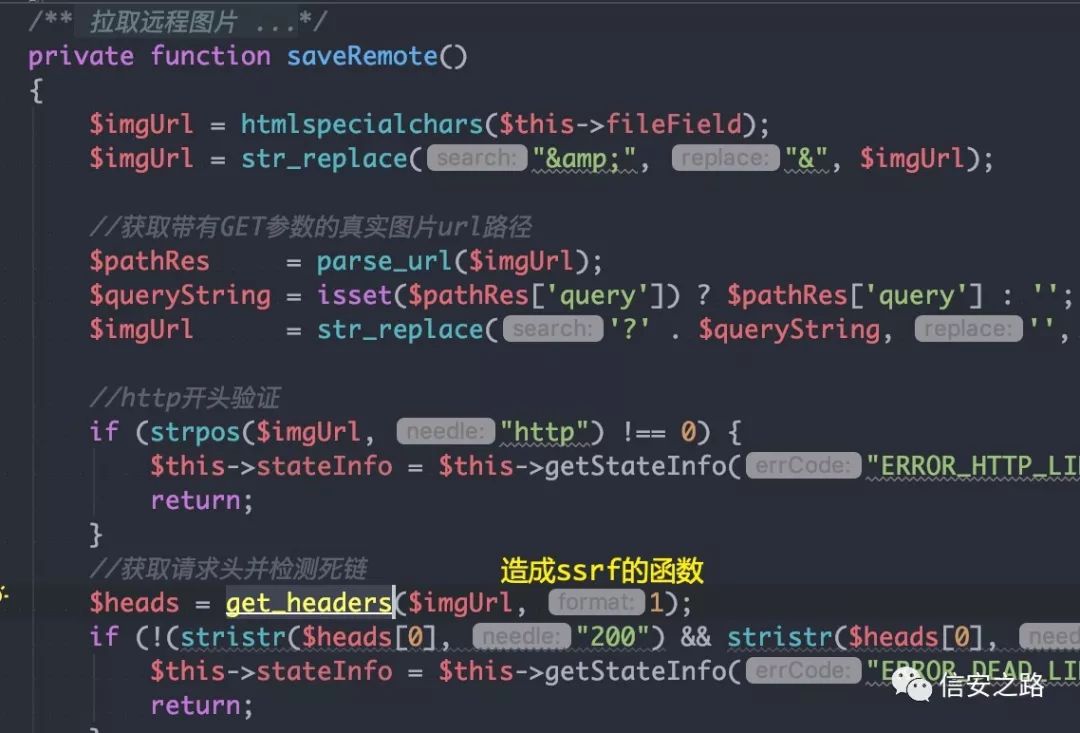 /** 拉取远程图片 ...*/
private function saveRemote()
{
$imgUrl = htmlspecialchars($this->fileField);
$imgUrl = str_replace( search: "&amp;", replace: "&", $imgUrl);
//获取带有GET参数的真实图片url路径
$pathRes = parse_url($imgUrl);
$queryString = isset($pathRes['query']) ? $pathRes['query'] : '';
$imgUrl = str_replace( search: '?' . $queryString, replace: '',
//http开头验证
if (strpos($imgUrl, needle: "http") !== 0) {
$this->stateInfo = $this->getStateInfo( errCode: "ERROR_HTTP_LI
return;
}
//获取请求头并检测死链
造成ssrf的函数
$heads = get_headers($imgUrl, format: 1);
if (!(stristr($heads[0], needle: "200") && stristr($heads[0], need
$this->stateInfo = $this->getStateInfo( errCode: "ERROR_DEAD_LI
信安之路
return;